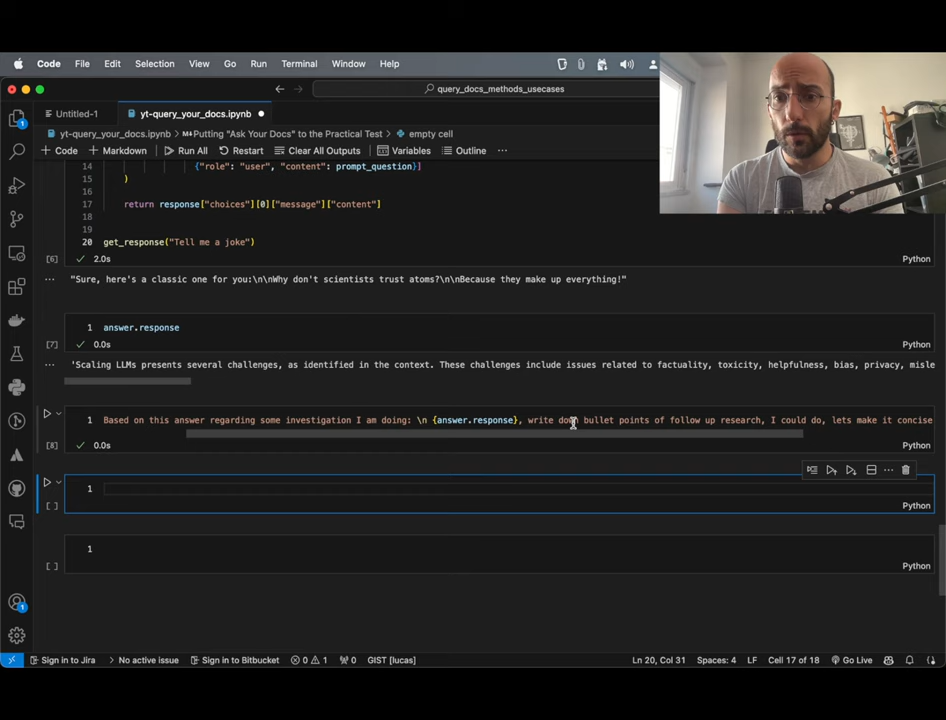 Code File Edit Selection View Go Run Terminal Window Help
query_docs_methods_usecases
Untitled-1 yt-query_your_docs.ipynb
yt-query_your_docs.ipynb > Putting "Ask Your Docs" to the Practical Test > empty cell
+ Code + Markdown Run All Restart Clear All Outputs Variables Outline ...
14 {"role": "user", "content": prompt_question}]
15 )
16
17 return response["choices"][0]["message"]["content"]
18
19
20 get_response("Tell me a joke")
[6] 2.0s Python
"Sure, here's a classic one for you:\n\nWhy don't scientists trust atoms?\n\nBecause they make up everything!"
1 answer.response
[7] 0.0s Python
'Scaling LLMs presents several challenges, as identified in the context. These challenges include issues related to factuality, toxicity, helpfulness, bias, privacy, misle
1 Based on this answer regarding some investigation I am doing: \n {answer.response}, write down bullet points of follow up research, I could do, lets make it concise
[8] 0.0s Python
1
[ ] Python
1
[ ] Python
Sign in to Jira No active issue Sign in to Bitbucket 0 1 0 GIST [lucas] Ln 20, Col 31 Spaces: 4 LF Cell 17 of 18 Go Live